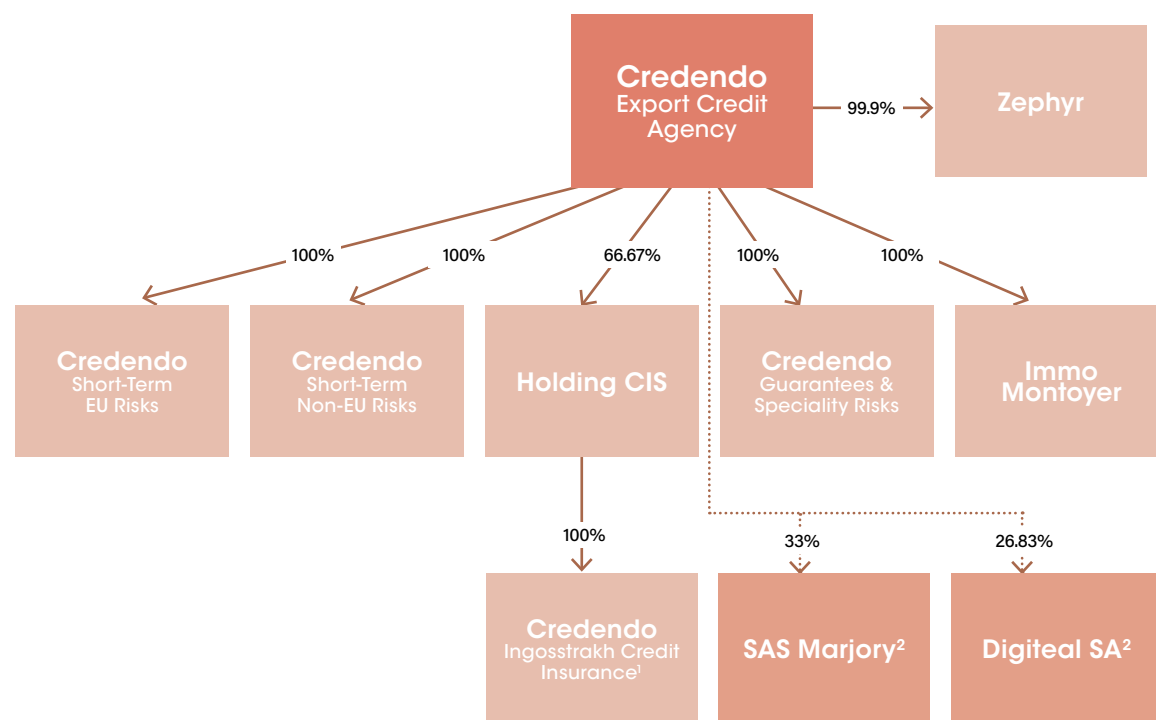 Credendo
Export Credit
Agency
99.9%
Zephyr
100%
100%
66.67%
100%
100%
Credendo
Short-Term
EU Risks
Credendo
Short-Term
Non-EU Risks
Holding CIS
Credendo
Guarantees &
Speciality Risks
Immo
Montoyer
100%
33%
26.83%
Credendo
Ingosstrakh Credit
Insurance¹
SAS Marjory²
Digiteal SA²